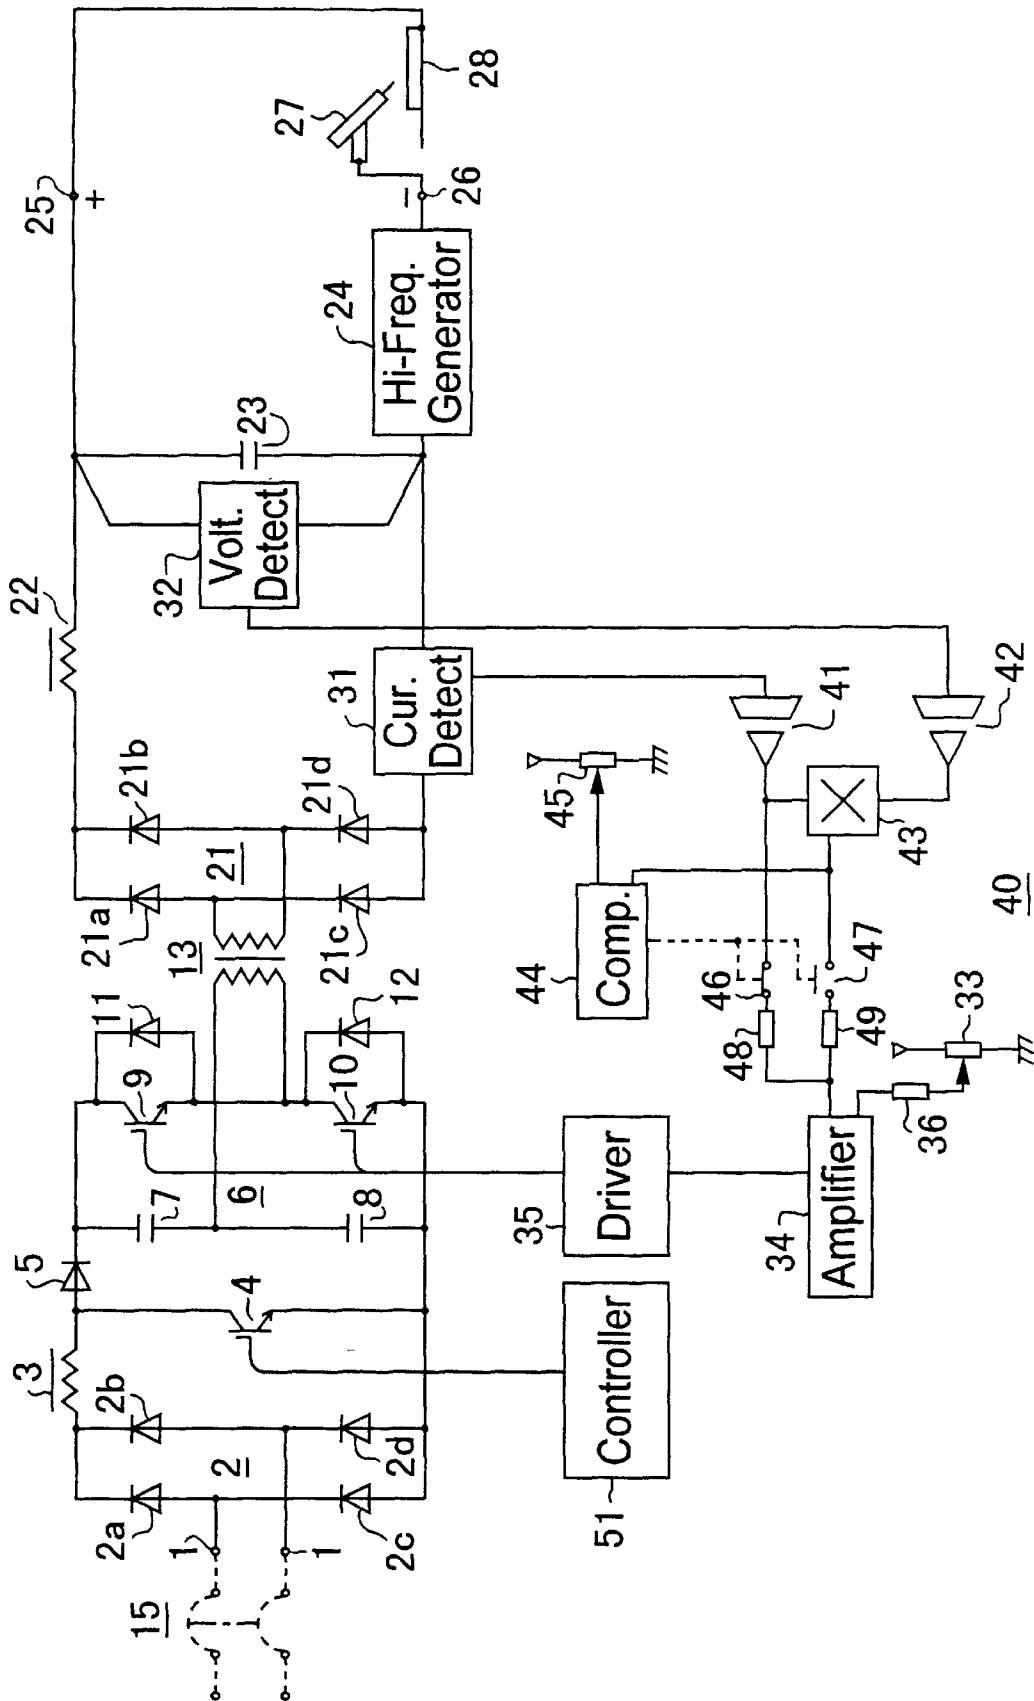 15
1
1
2a
2b
2
2c
2d
3
4
5
6
7
8
9
10
11
12
13
21a
21b
21
21c
21d
22
23
24
Hi-Freq.
Generator
25
+
−
26
27
28
31
Cur.
Detect
32
Volt.
Detect
51
Controller
35
Driver
34
Amplifier
36
33
44
Comp.
45
46
47
48
49
41
42
43
40